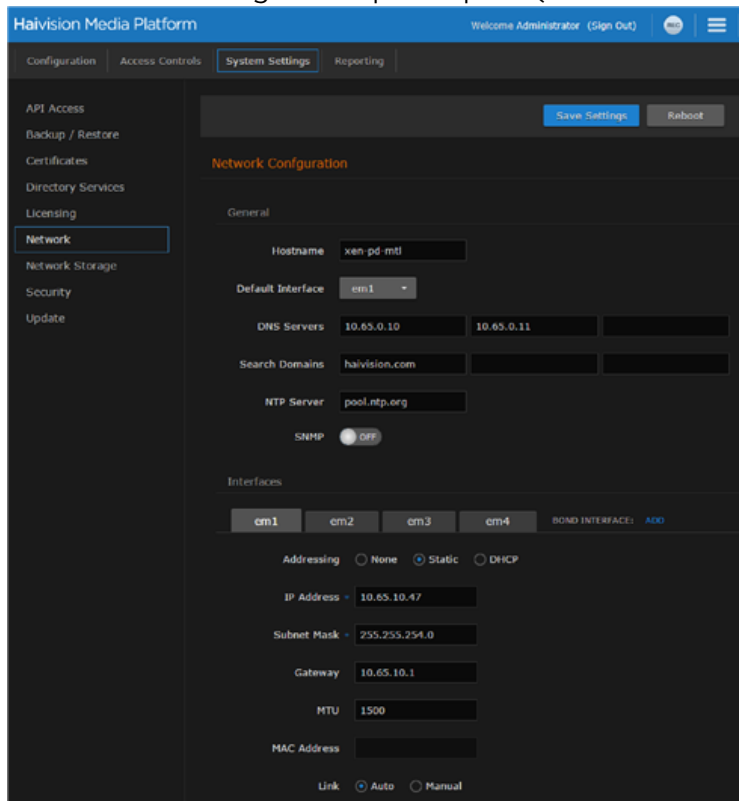 Haivision Media Platform Welcome Administrator (Sign Out) REC
Configuration Access Controls System Settings Reporting
API Access
Backup / Restore
Certificates
Directory Services
Licensing
Network
Network Storage
Security
Update
Save Settings Reboot
Network Confguration
General
Hostname xen-pd-mtl
Default Interface em1
DNS Servers 10.65.0.10 10.65.0.11
Search Domains haivision.com
NTP Server pool.ntp.org
SNMP OFF
Interfaces
em1 em2 em3 em4 BOND INTERFACE: ADD
Addressing None Static DHCP
IP Address 10.65.10.47
Subnet Mask 255.255.254.0
Gateway 10.65.10.1
MTU 1500
MAC Address
Link Auto Manual